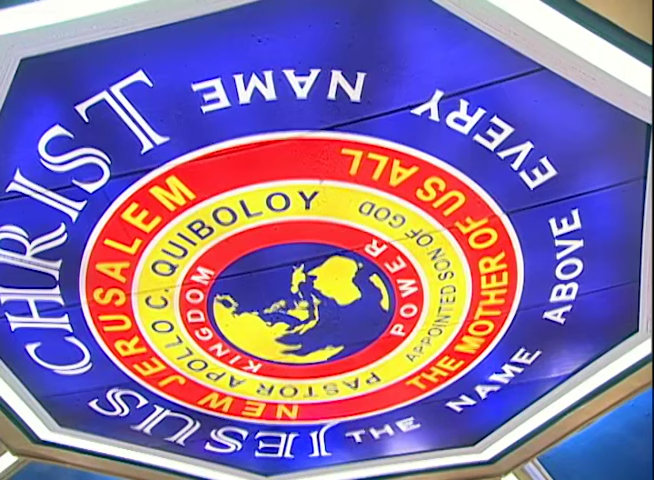 JESUS CHRIST
THE NAME ABOVE EVERY NAME
NEW JERUSALEM
THE MOTHER OF US ALL
PASTOR APOLLO C. QUIBOLOY
APPOINTED SON OF GOD
KINGDOM
POWER